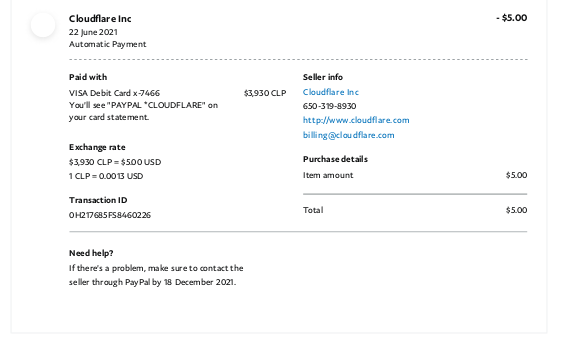 Cloudflare Inc
- $5.00
22 June 2021
Automatic Payment
Paid with
VISA Debit Card x-7466
$3,930 CLP
You'll see "PAYPAL *CLOUDFLARE" on
your card statement.
Exchange rate
$3,930 CLP = $5.00 USD
1 CLP = 0.0013 USD
Transaction ID
0H217685FS8460226
Seller info
Cloudflare Inc
650-319-8930
http://www.cloudflare.com
billing@cloudflare.com
Purchase details
Item amount
$5.00
Total
$5.00
Need help?
If there's a problem, make sure to contact the
seller through PayPal by 18 December 2021.